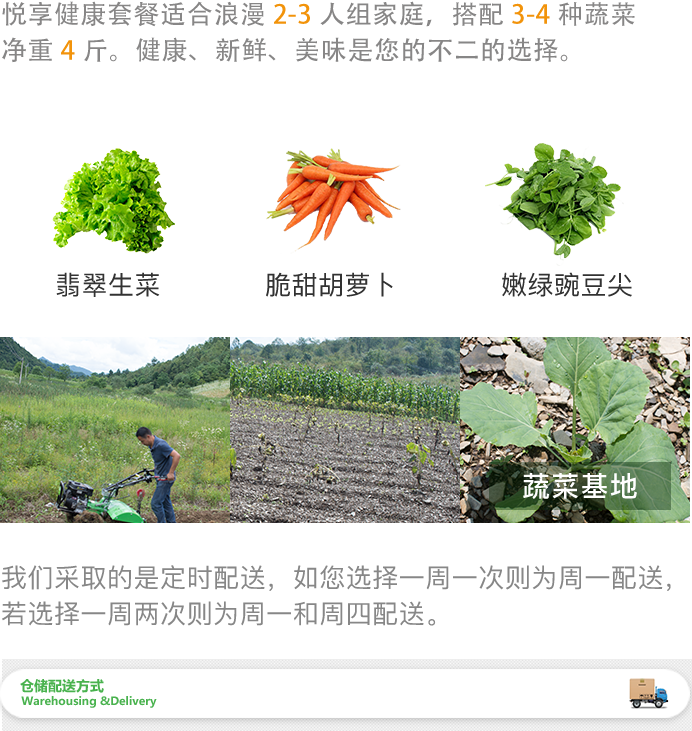 悦享健康套餐适合浪漫 2-3 人组家庭，搭配 3-4 种蔬菜
净重 4 斤。健康、新鲜、美味是您的不二的选择。
翡翠生菜
脆甜胡萝卜
嫩绿豌豆尖
蔬菜基地
我们采取的是定时配送，如您选择一周一次则为周一配送，
若选择一周两次则为周一和周四配送。
仓储配送方式
Warehousing &Delivery